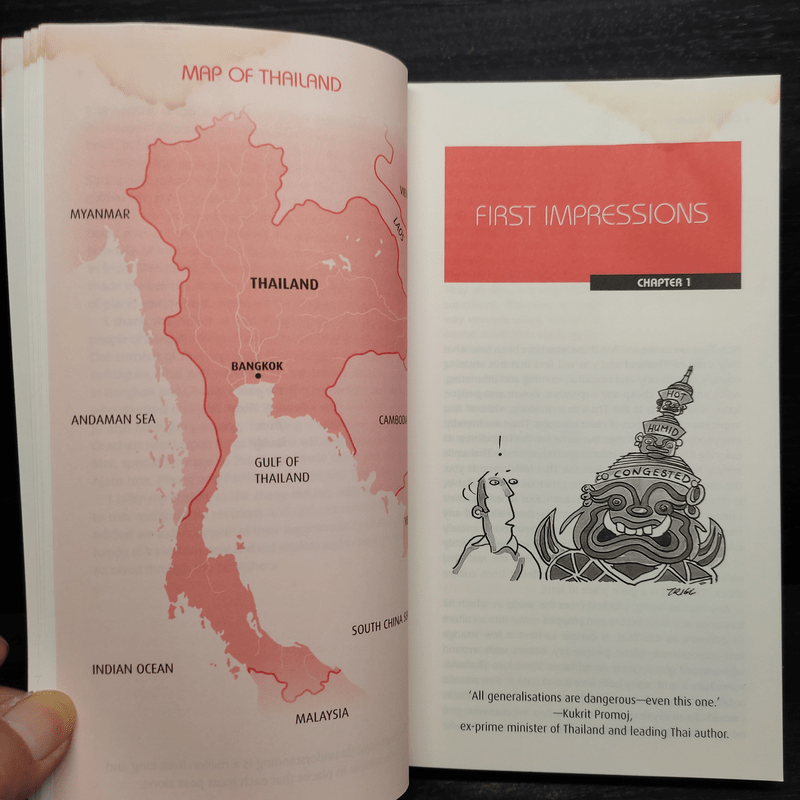 MAP OF THAILAND
MYANMAR
LAOS
THAILAND
BANGKOK
ANDAMAN SEA
CAMBODI
GULF OF
THAILAND
SOUTH CHINA SE
INDIAN OCEAN
MALAYSIA
FIRST IMPRESSIONS
CHAPTER 1
!
HOT
HUMID
CONGESTED
TRIGG
'All generalisations are dangerous—even this one.'
—Kukrit Promoj,
ex-prime minister of Thailand and leading Thai author.